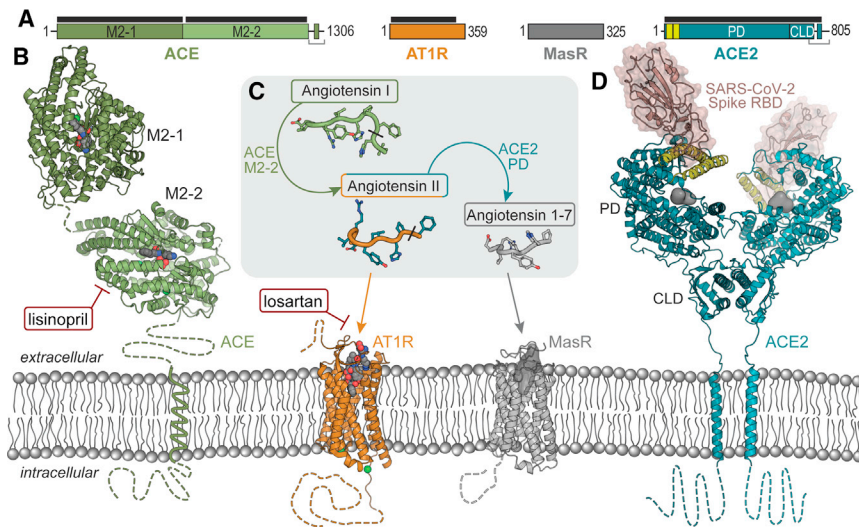 A
1- M2-1 M2-2 1306
ACE
1- 359
AT1R
1- 325
MasR
1- PD CLD 805
ACE2
B
M2-1
M2-2
lisinopril
ACE
C
Angiotensin I
ACE
M2-2
Angiotensin II
ACE2
PD
Angiotensin 1-7
losartan
AT1R
MasR
D
SARS-CoV-2
Spike RBD
PD
CLD
ACE2
extracellular
intracellular